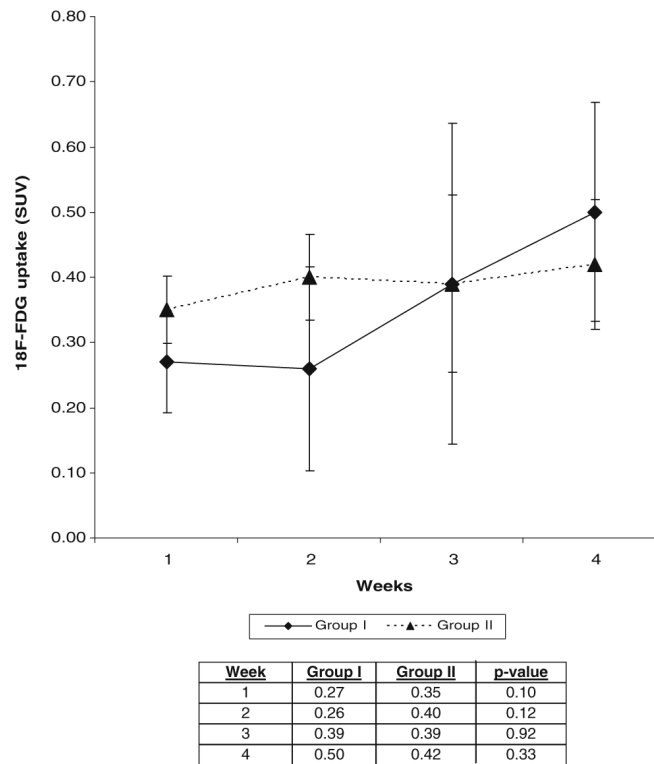 0.80
0.70
0.60
0.50
0.40
0.30
0.20
0.10
0.00
18F-FDG uptake (SUV)
1 2 3 4
Weeks
Group I Group II
Week Group I Group II p-value
1 0.27 0.35 0.10
2 0.26 0.40 0.12
3 0.39 0.39 0.92
4 0.50 0.42 0.33